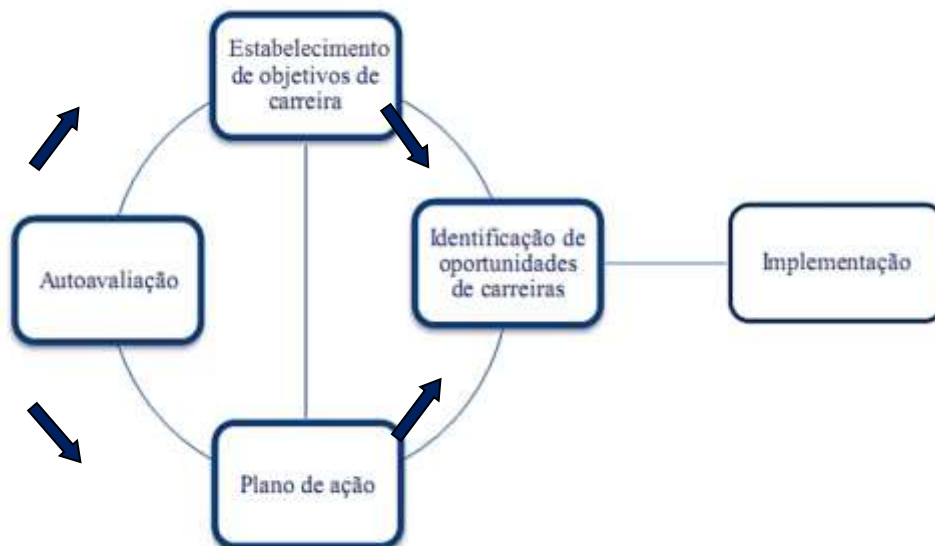 Estabelecimento
de objetivos de
carreira
Autoavaliação
Identificação de
oportunidades
de carreiras
Implementação
Plano de ação